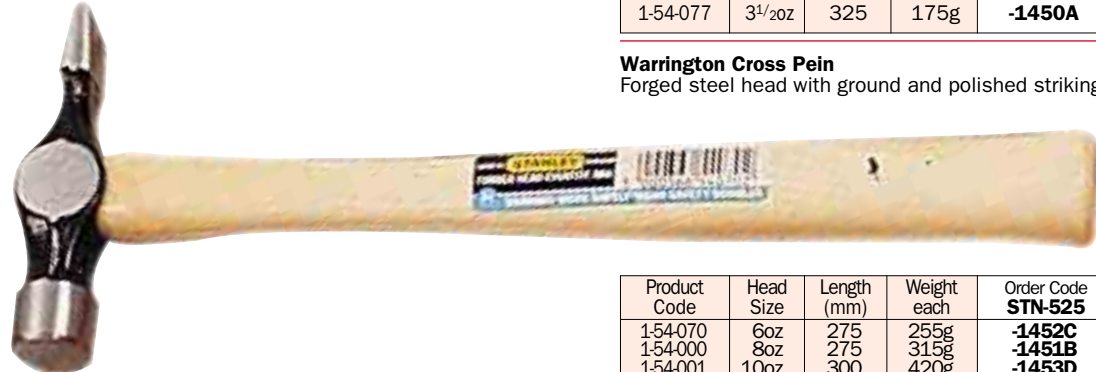 1-54-077 3 1/2oz 325 175g -1450A
Warrington Cross Pein
Forged steel head with ground and polished striking
STANLEY
Product Head Length Weight Order Code
Code Size (mm) each STN-525
1-54-070 6oz 275 255g -1452C
1-54-000 8oz 275 315g -1451B
1-54-001 10oz 300 420g -1453D